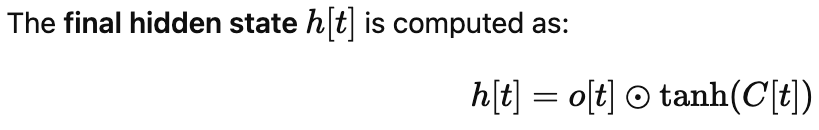 The final hidden state h[t] is computed as:
h[t] = o[t] ⊙ tanh(C[t])